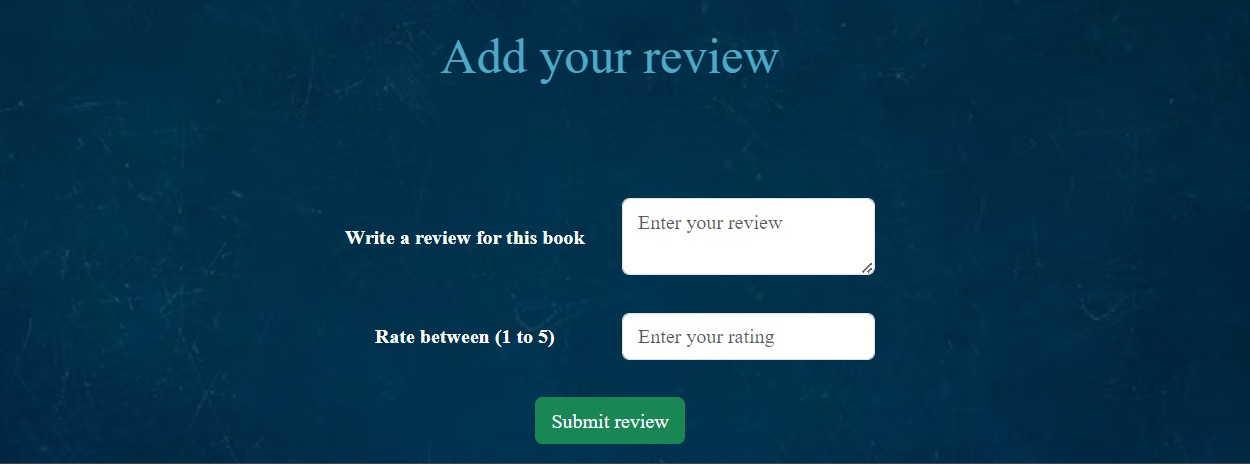 Add your review
Write a review for this book
Enter your review
Rate between (1 to 5)
Enter your rating
Submit review